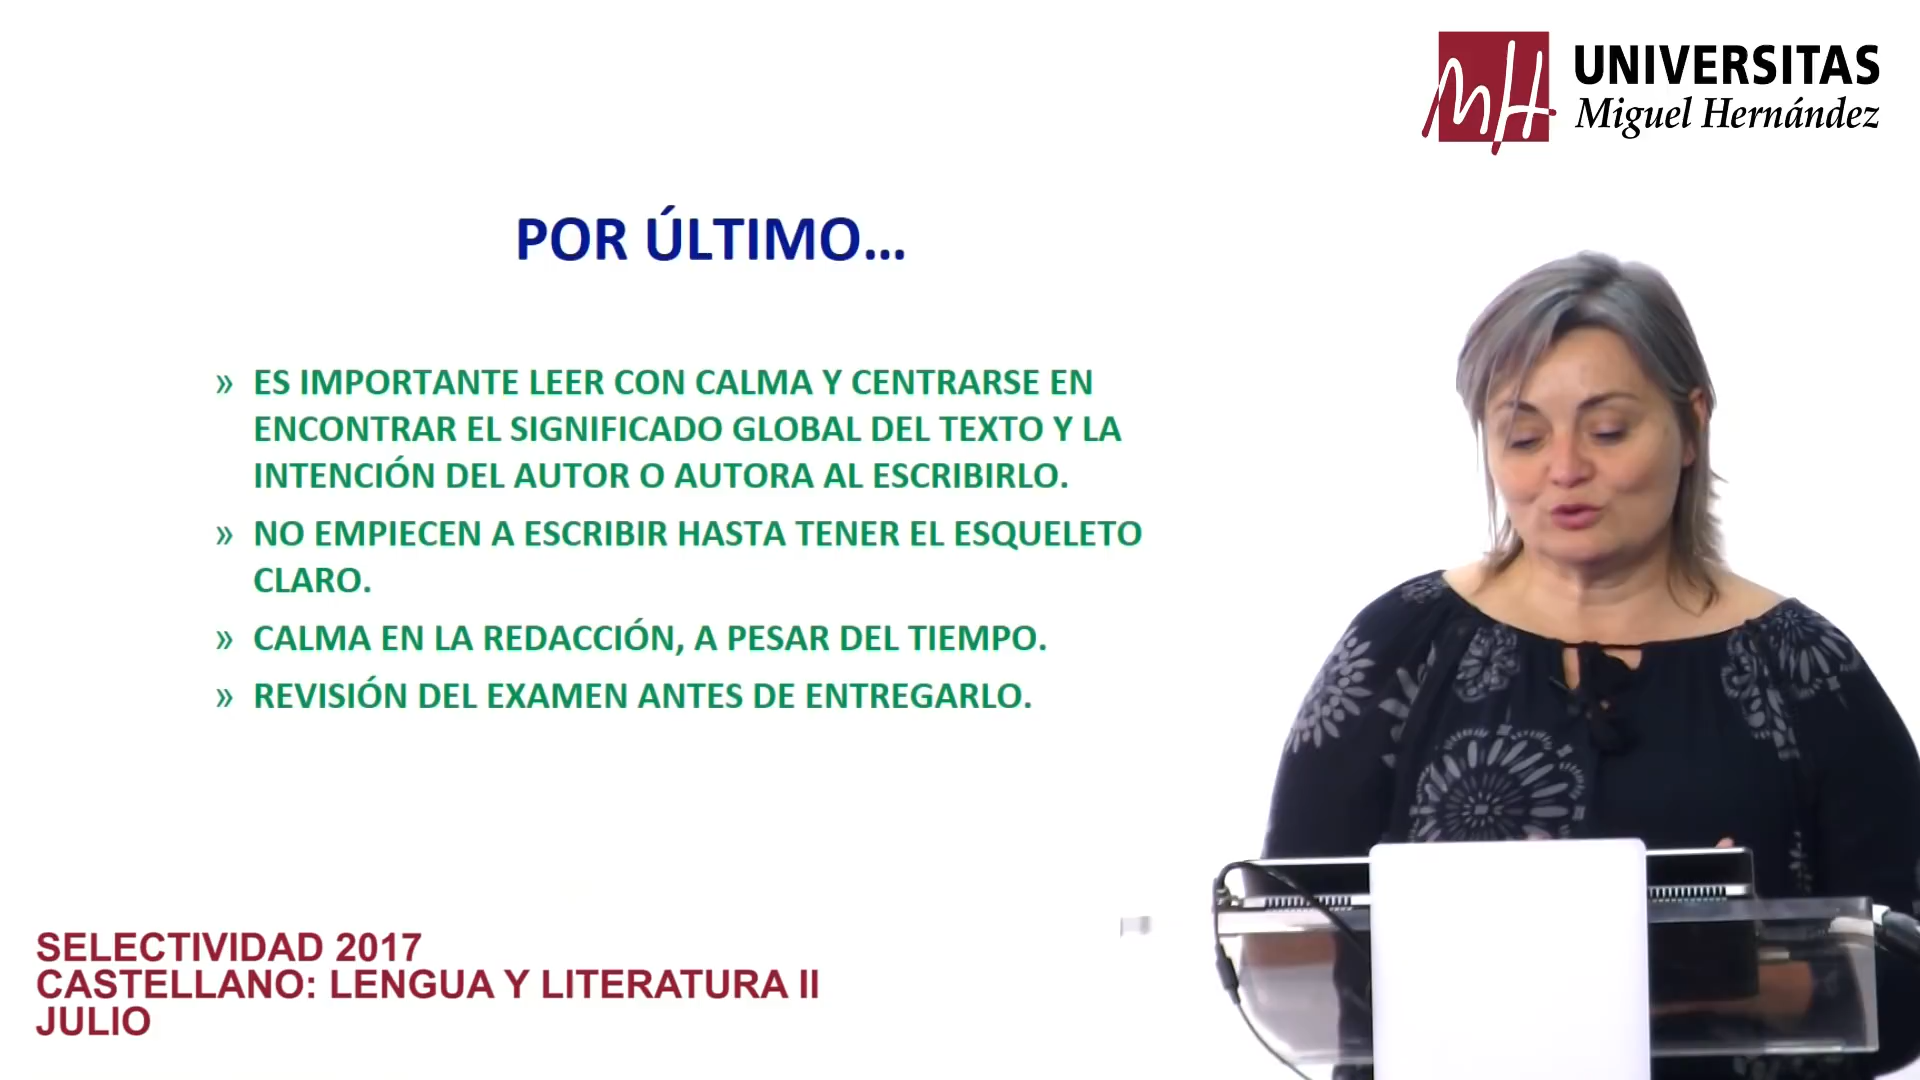 UNIVERSITAS
Miguel Hernández
POR ÚLTIMO...
» ES IMPORTANTE LEER CON CALMA Y CENTRARSE EN
ENCONTRAR EL SIGNIFICADO GLOBAL DEL TEXTO Y LA
INTENCIÓN DEL AUTOR O AUTORA AL ESCRIBIRLO.
» NO EMPIECEN A ESCRIBIR HASTA TENER EL ESQUELETO
CLARO.
» CALMA EN LA REDACCIÓN, A PESAR DEL TIEMPO.
» REVISIÓN DEL EXAMEN ANTES DE ENTREGARLO.
SELECTIVIDAD 2017
CASTELLANO: LENGUA Y LITERATURA II
JULIO